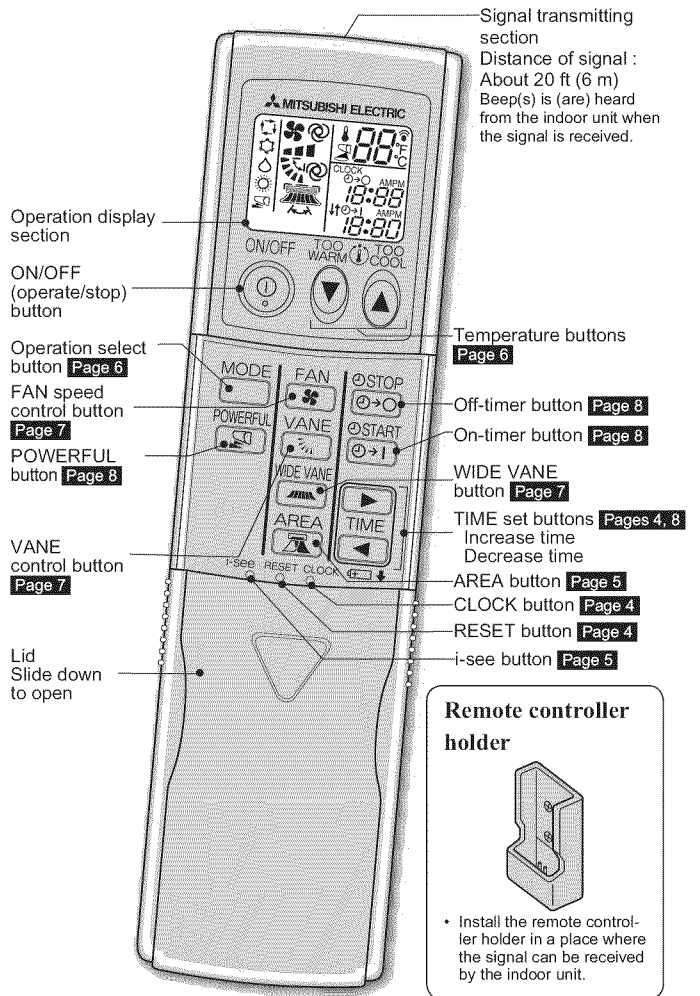 Signal transmitting
section
Distance of signal :
About 20 ft (6 m)
Beep(s) is (are) heard
from the indoor unit when
the signal is received.
MITSUBISHI ELECTRIC
88 °F °C
CLOCK
AMPM
18:88
AMPM
18:80
Operation display
section
ON/OFF
TOO WARM
TOO COOL
ON/OFF
(operate/stop)
button
Temperature buttons
Page 6
Operation select
button Page 6
MODE
FAN
STOP
FAN speed
control button
Page 7
Off-timer button Page 8
POWERFUL
VANE
START
On-timer button Page 8
POWERFUL
button Page 8
WIDE VANE
WIDE VANE
button Page 7
TIME
TIME set buttons Pages 4, 8
Increase time
Decrease time
AREA
VANE
control button
Page 7
i-see RESET CLOCK
AREA button Page 5
CLOCK button Page 4
RESET button Page 4
i-see button Page 5
Lid
Slide down
to open
Remote controller
holder
• Install the remote control-
ler holder in a place where
the signal can be received
by the indoor unit.